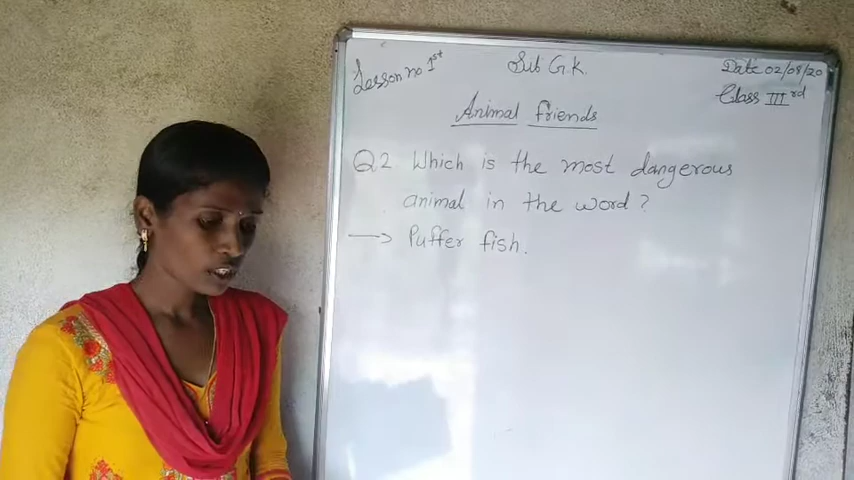 Lesson no 1st Sub G.K. Date 02/08/20
Class III rd
Animal friends
Q2 Which is the most dangerous
animal in the word?
→ Puffer fish.